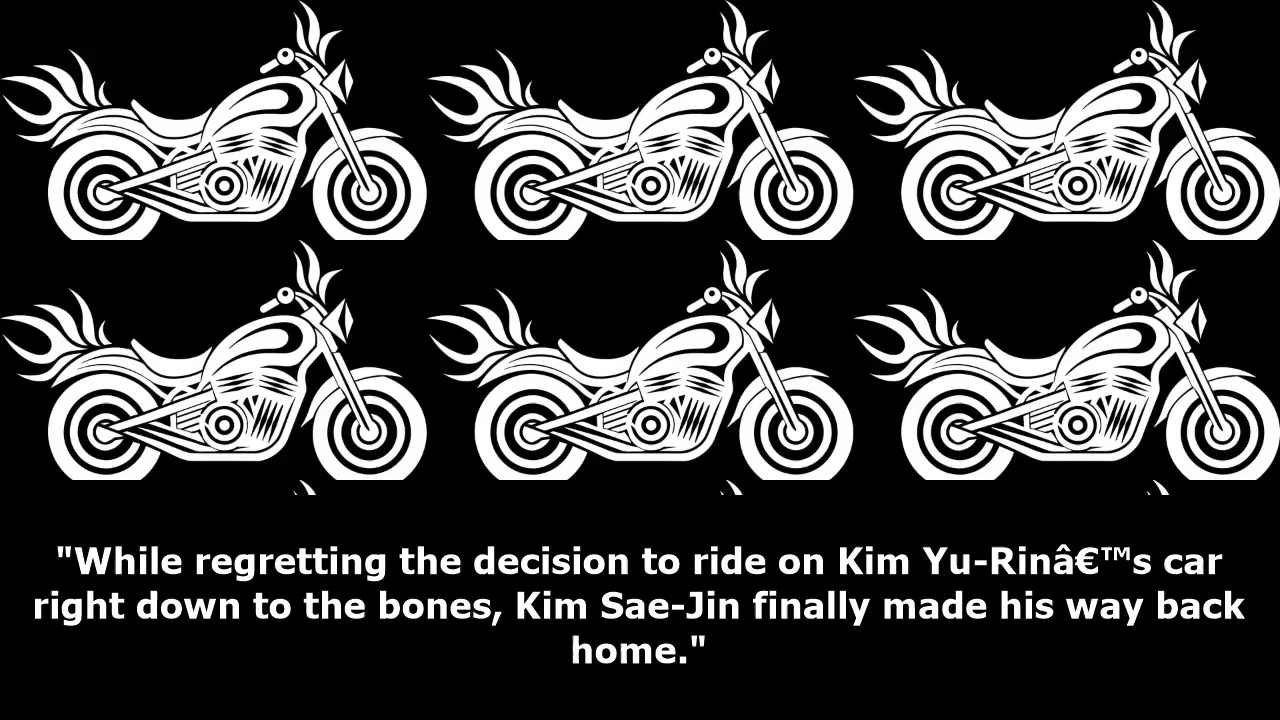 "While regretting the decision to ride on Kim Yu-Rinâ€™s car
right down to the bones, Kim Sae-Jin finally made his way back
home."